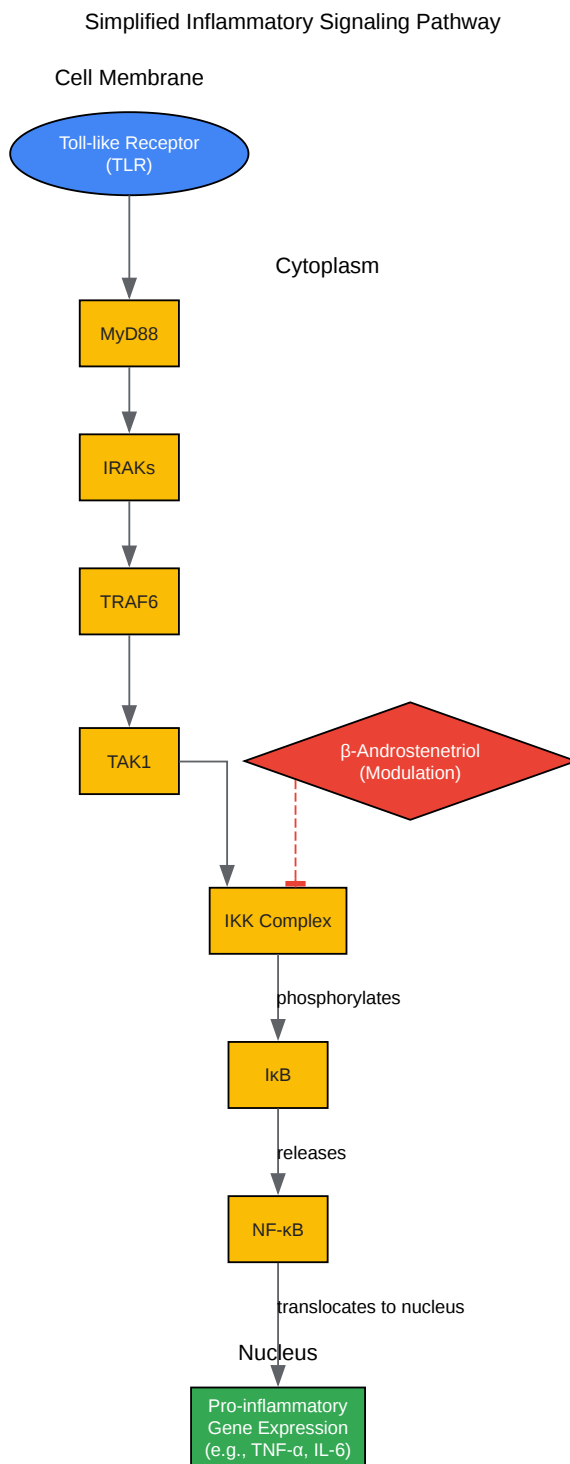 Simplified Inflammatory Signaling Pathway
Cell Membrane
Toll-like Receptor
(TLR)
Cytoplasm
MyD88
IRAKs
TRAF6
TAK1
β-Androstenetriol
(Modulation)
IKK Complex
phosphorylates
IκB
releases
NF-κB
translocates to nucleus
Nucleus
Pro-inflammatory
Gene Expression
(e.g., TNF-α, IL-6)